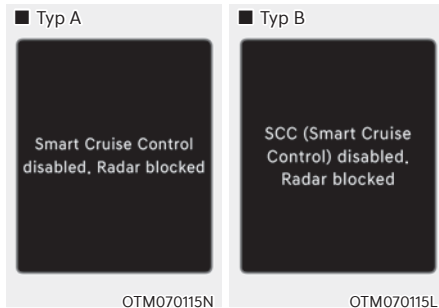 ■ Typ A
Smart Cruise Control
disabled. Radar blocked
OTM070115N
■ Typ B
SCC (Smart Cruise
Control) disabled.
Radar blocked
OTM070115L